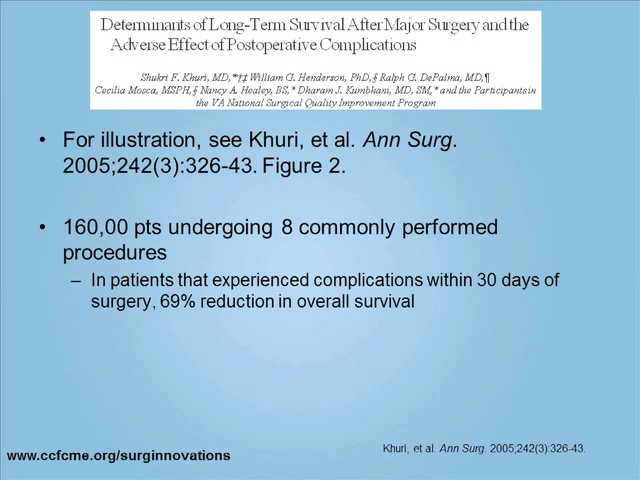 Determinants of Long-Term Survival After Major Surgery and the
Adverse Effect of Postoperative Complications
Shukri F. Khuri, MD,*†‡ William G. Henderson, PhD,§ Ralph G. DePalma, MD,¶
Cecilia Mosca, MSPH,§ Nancy A. Healey, BS,* Dharam J. Kumbhani, MD, SM,* and the Participants in
the VA National Surgical Quality Improvement Program
• For illustration, see Khuri, et al. Ann Surg.
2005;242(3):326-43. Figure 2.
• 160,00 pts undergoing 8 commonly performed
procedures
– In patients that experienced complications within 30 days of
surgery, 69% reduction in overall survival
Khuri, et al. Ann Surg. 2005;242(3):326-43.
www.ccfcme.org/surginnovations